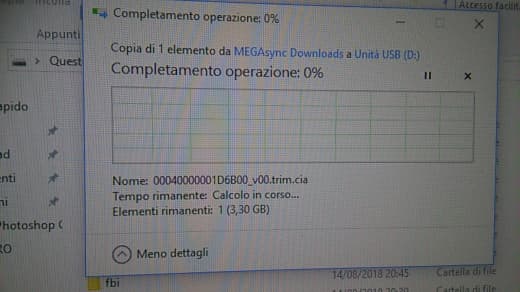 Appunti
Completamento operazione: 0%
Accesso facilit
Copia di 1 elemento da MEGAsync Downloads a Unità USB (D:)
Completamento operazione: 0%
Quest
apido
ad
enti
ni
Photoshop C
RO
Nome: 00040000001D6B00_v00.trim.cia
Tempo rimanente: Calcolo in corso...
Elementi rimanenti: 1 (3,30 GB)
Meno dettagli
fbi
14/08/2018 20:45
Cartella di file
Cartella di file